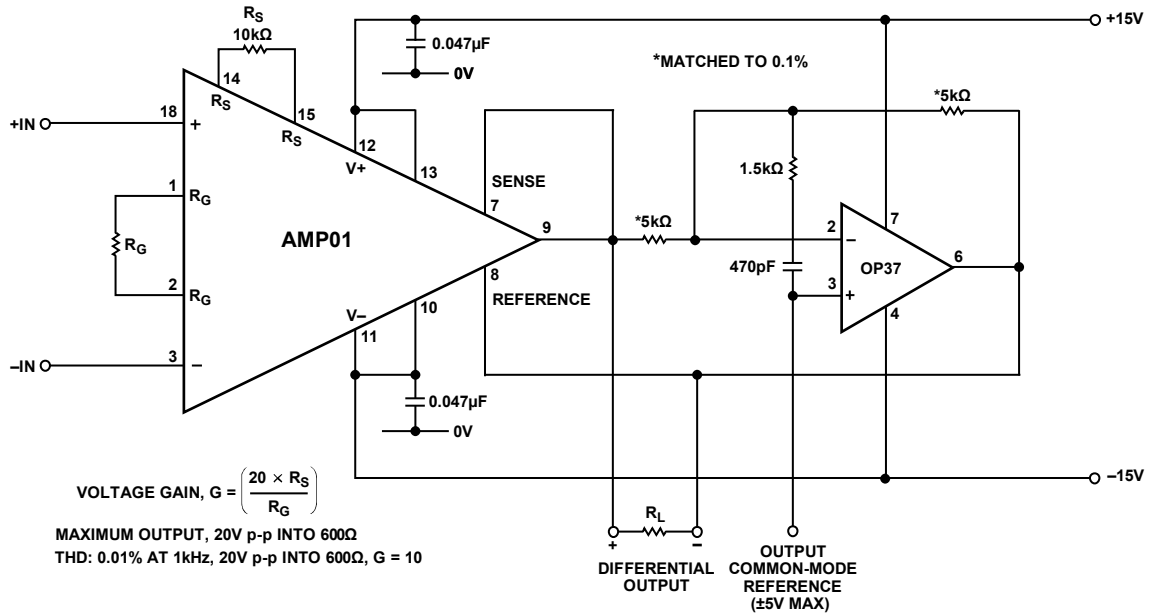 RS
10kΩ
14
RS
15
RS
+IN
18
+
1
RG
RG
2
RG
–IN
3
–
AMP01
V+
12
13
0.047µF
0V
+15V
*MATCHED TO 0.1%
SENSE
7
9
8
REFERENCE
V–
11
10
0.047µF
0V
*5kΩ
*5kΩ
1.5kΩ
470pF
2
–
3
+
OP37
7
6
4
–15V
VOLTAGE GAIN, G = (20 × RS / RG)
MAXIMUM OUTPUT, 20V p-p INTO 600Ω
THD: 0.01% AT 1kHz, 20V p-p INTO 600Ω, G = 10
RL
+
–
DIFFERENTIAL
OUTPUT
OUTPUT
COMMON-MODE
REFERENCE
(±5V MAX)